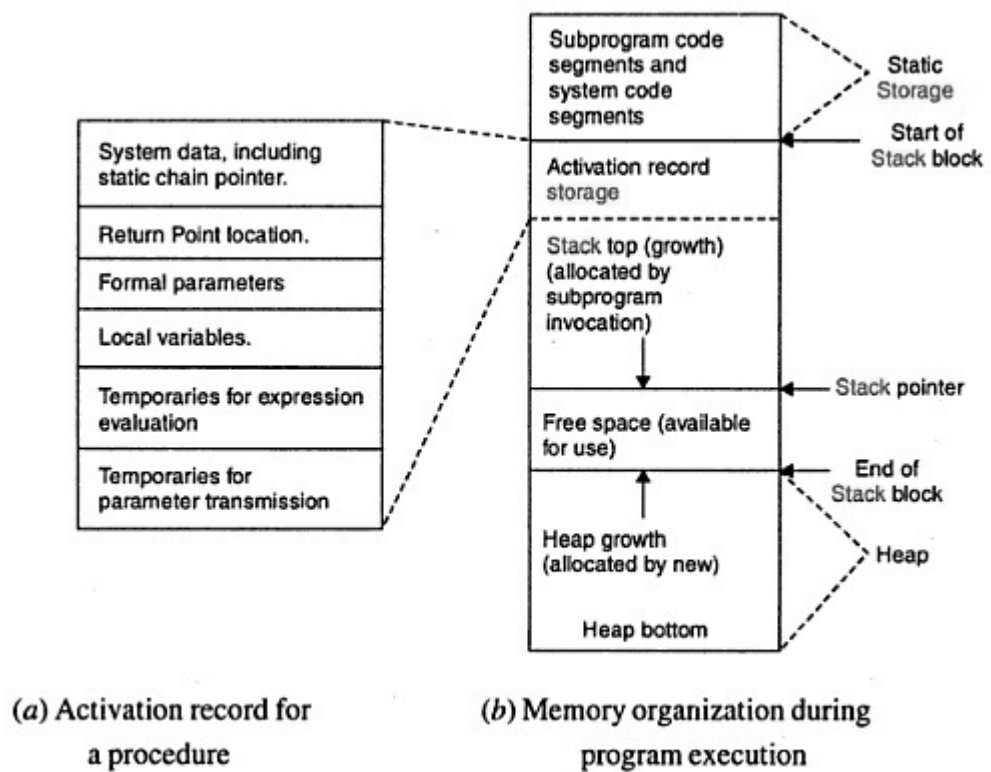 System data, including
static chain pointer.
Return Point location.
Formal parameters
Local variables.
Temporaries for expression
evaluation
Temporaries for
parameter transmission
(a) Activation record for
a procedure
Subprogram code
segments and
system code
segments
Activation record
storage
Stack top (growth)
(allocated by
subprogram
invocation)
Free space (available
for use)
Heap growth
(allocated by new)
Heap bottom
Static
Storage
Start of
Stack block
Stack pointer
End of
Stack block
Heap
(b) Memory organization during
program execution